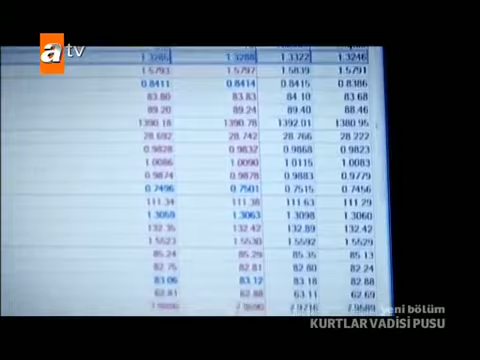 atv
1.3286 1.3288 1.3322 1.3246
1.5793 1.5797 1.5839 1.5791
0.8411 0.8414 0.8415 0.8386
83.80 83.83 84.10 83.68
89.20 89.24 89.40 88.46
1390.18 1390.78 1392.01 1380.95
28.692 28.742 28.766 28.222
0.9828 0.9832 0.9868 0.9823
1.0086 1.0090 1.0115 1.0083
0.9874 0.9878 0.9883 0.9779
0.7496 0.7501 0.7515 0.7456
111.34 111.38 111.63 111.29
1.3059 1.3063 1.3098 1.3060
132.35 132.42 132.89 132.42
1.5523 1.5530 1.5592 1.5529
85.24 85.29 85.35 85.13
82.75 82.81 82.80 82.24
83.06 83.12 83.18 82.88
62.81 62.88 63.11 62.69
yeni bölüm
KURTLAR VADİSİ PUSU